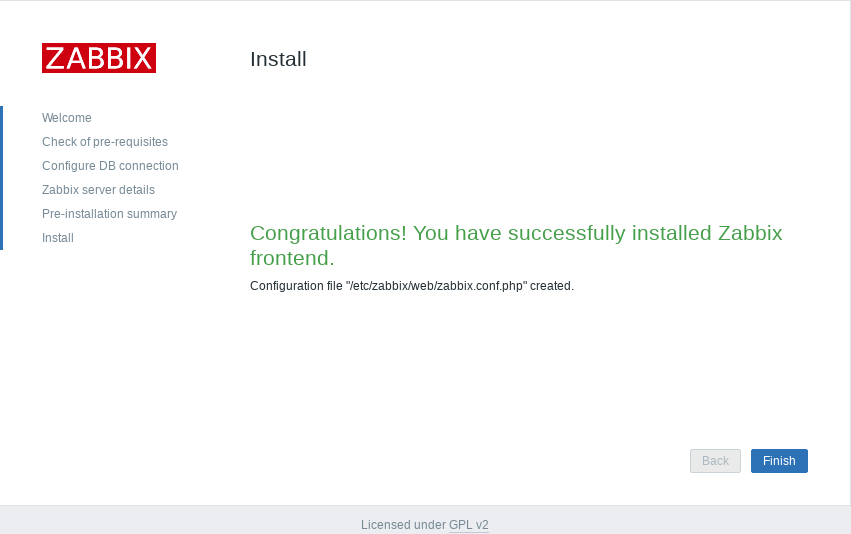 ZABBIX
Install
Welcome
Check of pre-requisites
Configure DB connection
Zabbix server details
Pre-installation summary
Install
Congratulations! You have successfully installed Zabbix
frontend.
Configuration file "/etc/zabbix/web/zabbix.conf.php" created.
Back
Finish
Licensed under GPL v2